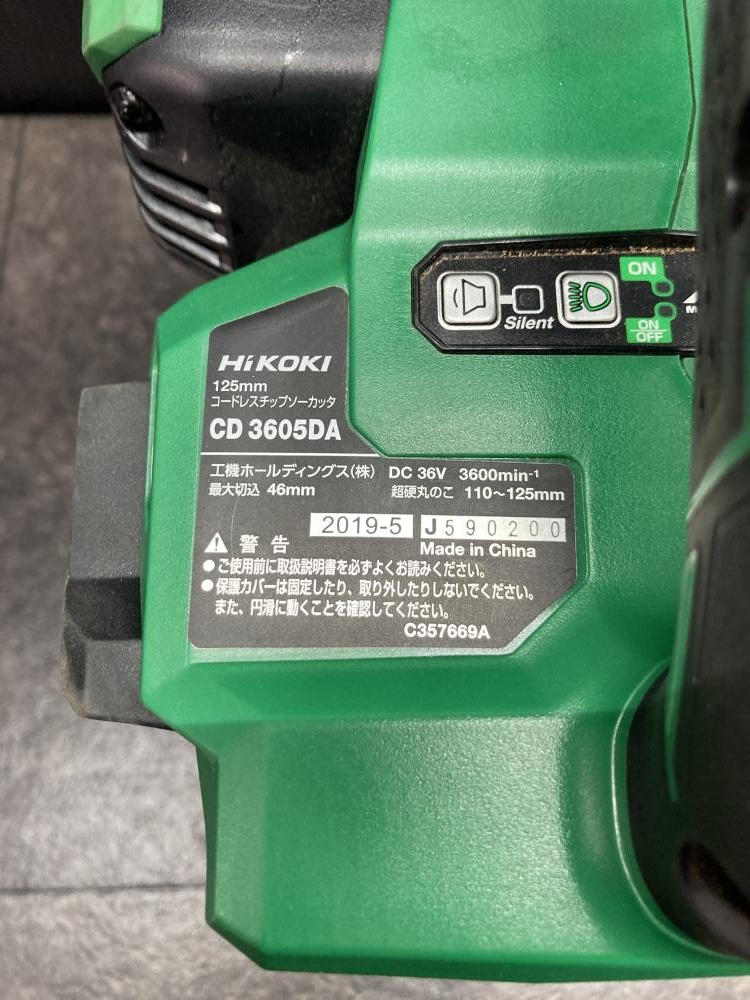 ON
Silent
ON
OFF
HiKOKI
125mm
コードレスチップソーカッタ
CD 3605DA
工機ホールディングス(株) DC 36V 3600min-1
最大切込 46mm 超硬丸のこ 110～125mm
2019-5 J590200
警告 Made in China
●ご使用前に取扱説明書を必ずよくお読みください。
●保護カバーは固定したり、取り外したりしないでください。
また、円滑に動くことを確認してください。
C357669A